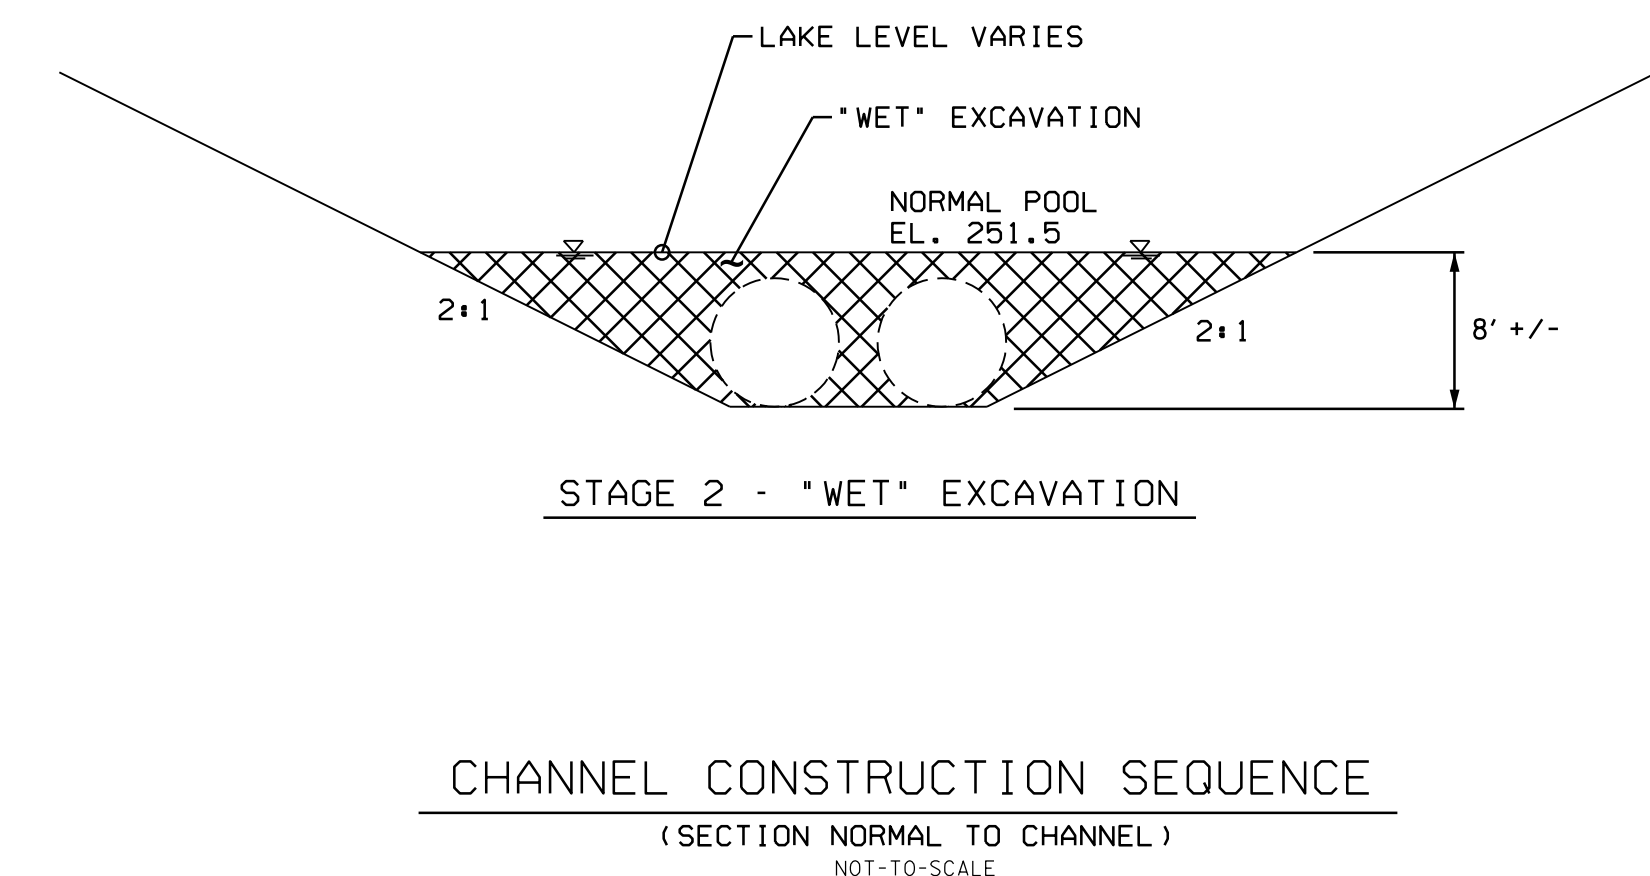 LAKE LEVEL VARIES
"WET" EXCAVATION
NORMAL POOL
EL. 251.5
2:1
2:1
8' +/-
STAGE 2 - "WET" EXCAVATION
CHANNEL CONSTRUCTION SEQUENCE
(SECTION NORMAL TO CHANNEL)
NOT-TO-SCALE